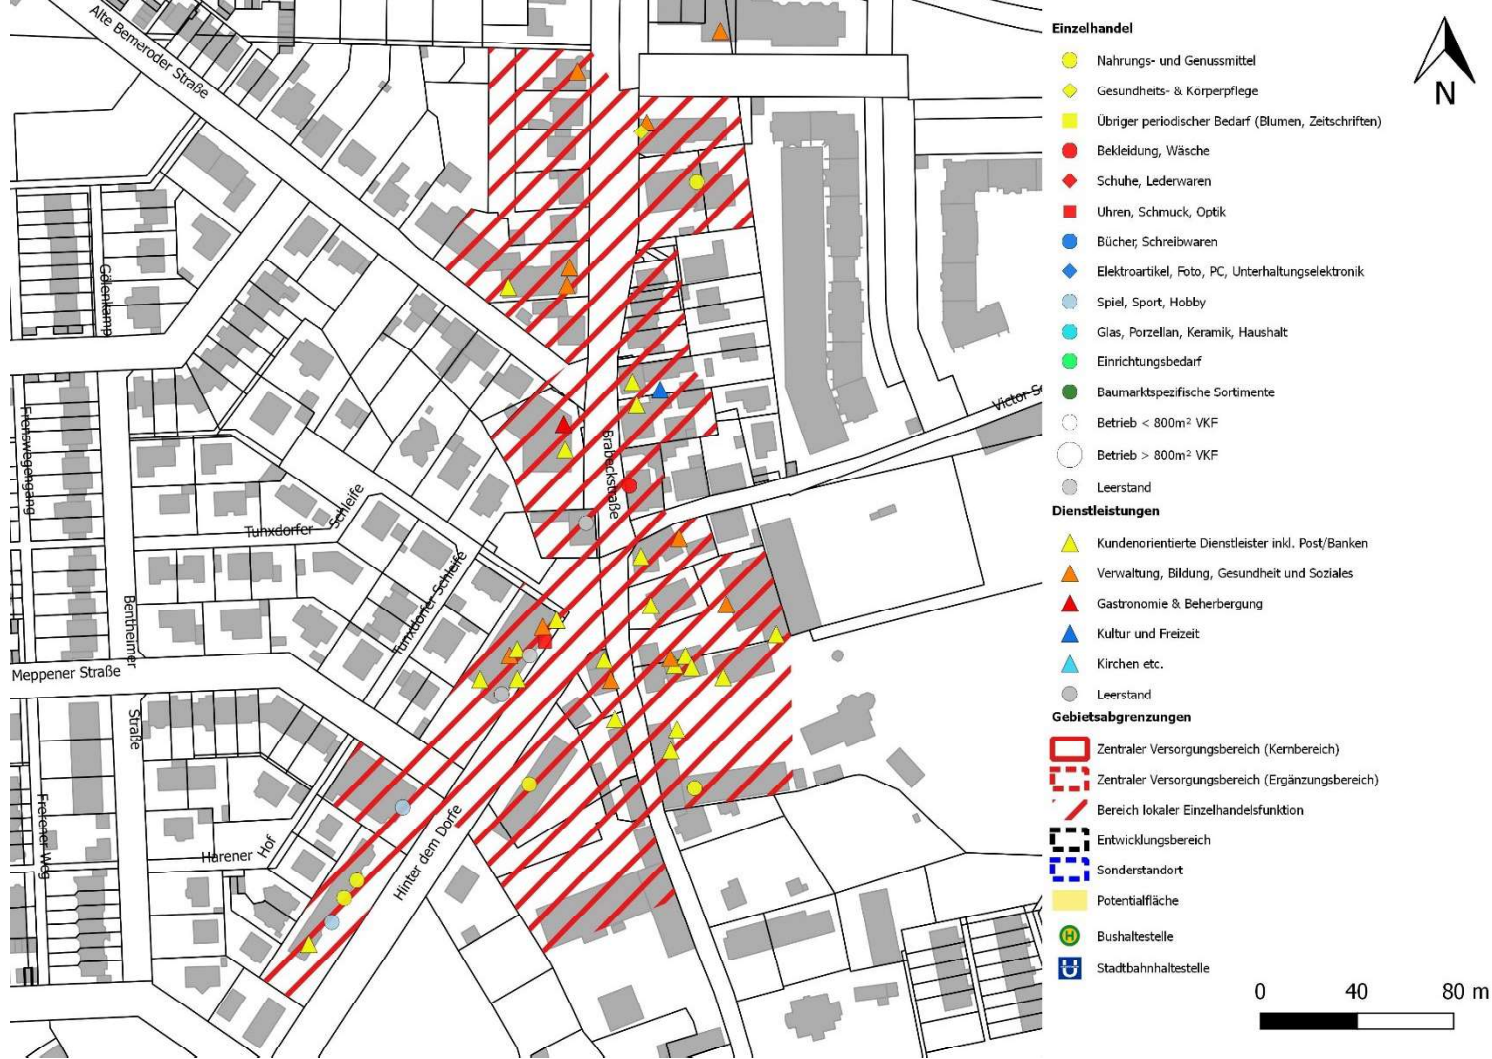 Alte Bemeroder Straße
Gölenkamp
Frenswegengang
Bentheimer
Straße
Meppener Straße
Tunxdorfer
Schleife
Tunxdorfer Schleife
Brabeckstraße
Frerener Weg
Harener Hof
Hinter dem Dorfe
Einzelhandel
Nahrungs- und Genussmittel
Gesundheits- & Körperpflege
Übriger periodischer Bedarf (Blumen, Zeitschriften)
Bekleidung, Wäsche
Schuhe, Lederwaren
Uhren, Schmuck, Optik
Bücher, Schreibwaren
Elektroartikel, Foto, PC, Unterhaltungselektronik
Spiel, Sport, Hobby
Glas, Porzellan, Keramik, Haushalt
Einrichtungsbedarf
Baumarktspezifische Sortimente
Victor
Betrieb < 800m² VKF
Betrieb > 800m² VKF
Leerstand
Dienstleistungen
Kundenorientierte Dienstleister inkl. Post/Banken
Verwaltung, Bildung, Gesundheit und Soziales
Gastronomie & Beherbergung
Kultur und Freizeit
Kirchen etc.
Leerstand
Gebietsabgrenzungen
Zentraler Versorgungsbereich (Kernbereich)
Zentraler Versorgungsbereich (Ergänzungsbereich)
Bereich lokaler Einzelhandelsfunktion
Entwicklungsbereich
Sonderstandort
Potentialfläche
H Bushaltestelle
U Stadtbahnhaltestelle
N
0 40 80 m